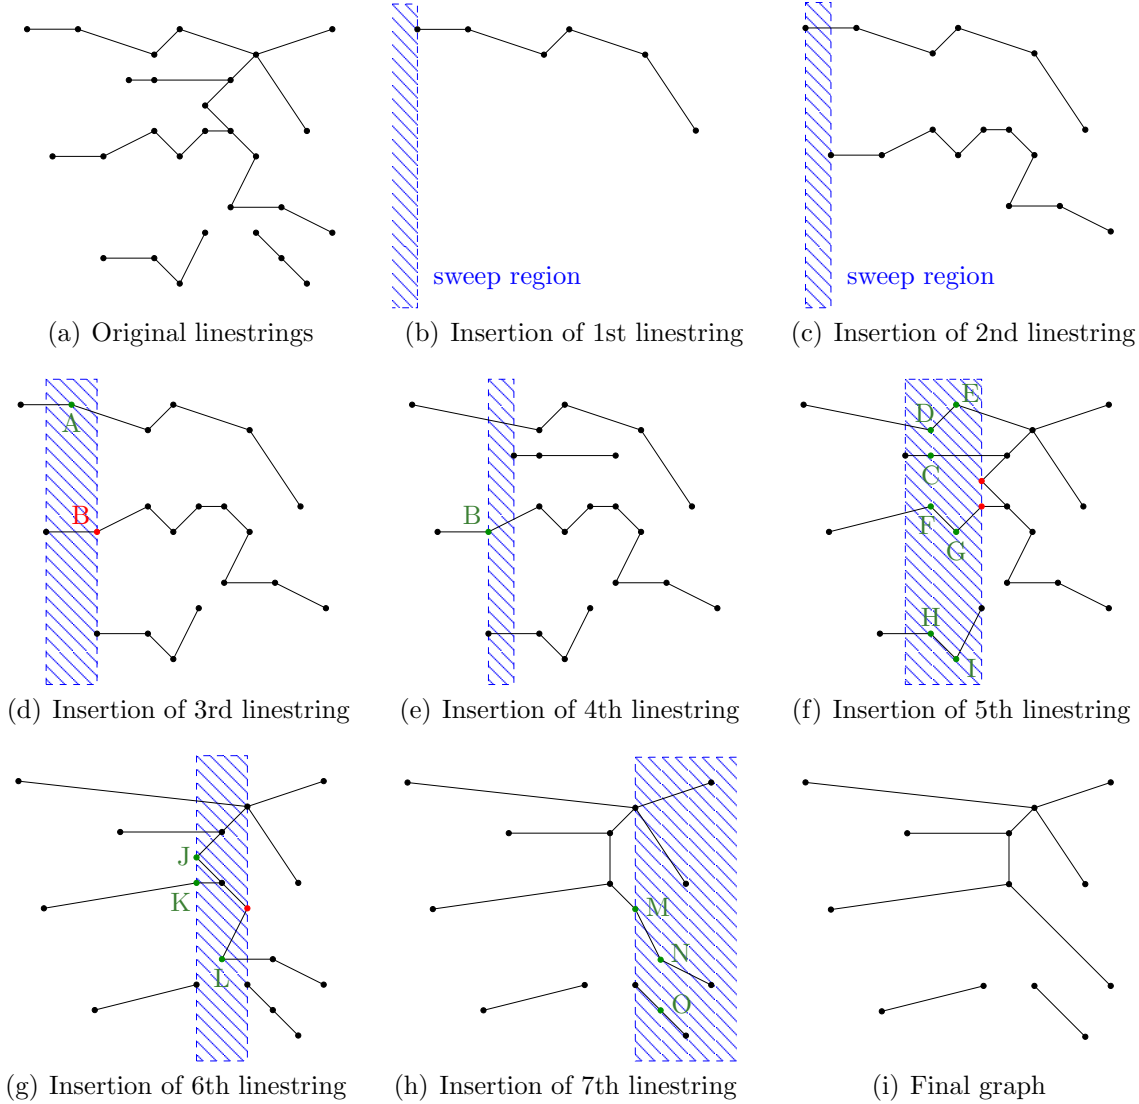 sweep region
sweep region
(a) Original linestrings
(b) Insertion of 1st linestring
(c) Insertion of 2nd linestring
A
B
B
D
E
C
F
G
H
I
(d) Insertion of 3rd linestring
(e) Insertion of 4th linestring
(f) Insertion of 5th linestring
J
K
L
M
N
O
(g) Insertion of 6th linestring
(h) Insertion of 7th linestring
(i) Final graph